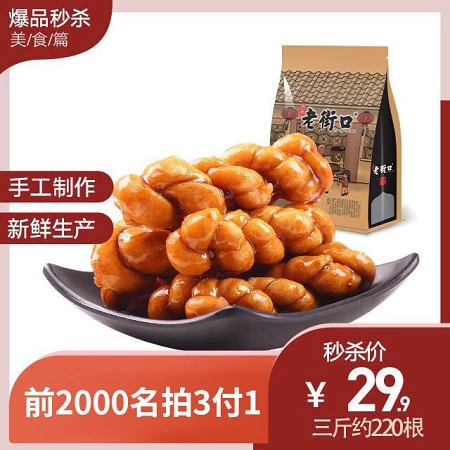 爆品秒杀
美/食/篇
老街口
老街口
手工制作
新鲜生产
前2000名拍3付1
秒杀价
¥29.9
三斤约220根